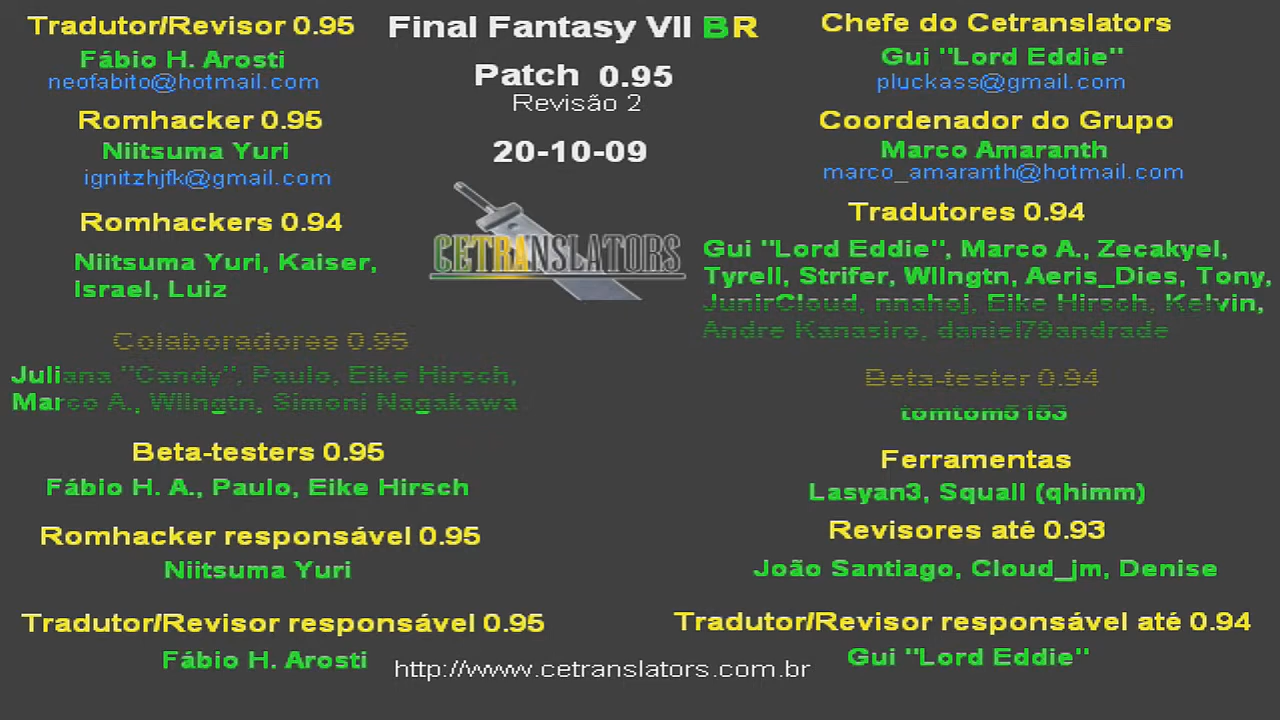 Tradutor/Revisor 0.95
Fábio H. Arosti
neofabito@hotmail.com
Romhacker 0.95
Niitsuma Yuri
ignitzhjfk@gmail.com
Romhackers 0.94
Niitsuma Yuri, Kaiser,
Israel, Luiz
Colaboradores 0.95
Juliana "Candy", Paulo, Eike Hirsch,
Marco A., Wllngtn, Simoni Nagakawa
Beta-testers 0.95
Fábio H. A., Paulo, Eike Hirsch
Romhacker responsável 0.95
Niitsuma Yuri
Tradutor/Revisor responsável 0.95
Fábio H. Arosti
Final Fantasy VII BR
Patch 0.95
Revisão 2
20-10-09
CETRANSLATORS
http://www.cetranslators.com.br
Chefe do Cetranslators
Gui "Lord Eddie"
pluckass@gmail.com
Coordenador do Grupo
Marco Amaranth
marco_amaranth@hotmail.com
Tradutores 0.94
Gui "Lord Eddie", Marco A., Zecakyel,
Tyrell, Strifer, Wllngtn, Aeris_Dies, Tony,
JunirCloud, nnahoj, Eike Hirsch, Kelvin,
Andre Kanasiro, daniel79andrade
Beta-tester 0.94
tomtom5153
Ferramentas
Lasyan3, Squall (qhimm)
Revisores até 0.93
João Santiago, Cloud_jm, Denise
Tradutor/Revisor responsável até 0.94
Gui "Lord Eddie"